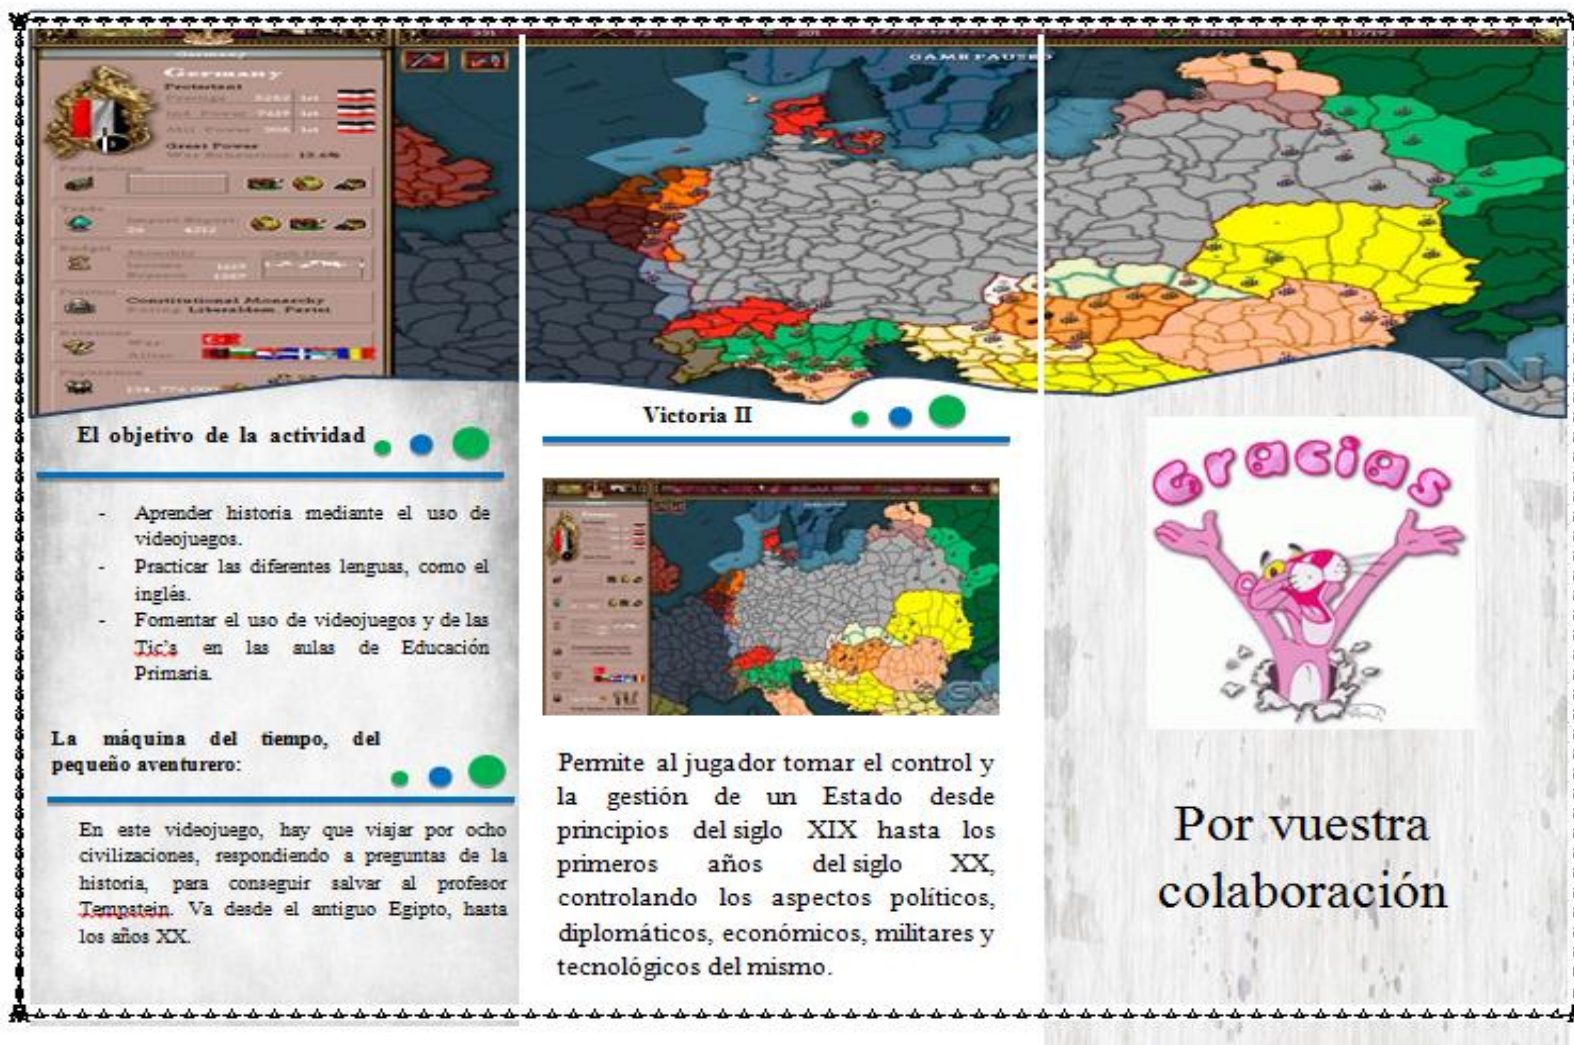 GAME PAUSED
Germany
Germany
Protestant
Great Power
Constitutional Monarchy
El objetivo de la actividad
- Aprender historia mediante el uso de
videojuegos.
- Practicar las diferentes lenguas, como el
inglés.
- Fomentar el uso de videojuegos y de las
Tic's en las aulas de Educación
Primaria.
La máquina del tiempo, del
pequeño aventurero:
En este videojuego, hay que viajar por ocho
civilizaciones, respondiendo a preguntas de la
historia, para conseguir salvar al profesor
Tempstein. Va desde el antiguo Egipto, hasta
los años XX.
Victoria II
Permite al jugador tomar el control y
la gestión de un Estado desde
principios del siglo XIX hasta los
primeros años del siglo XX,
controlando los aspectos políticos,
diplomáticos, económicos, militares y
tecnológicos del mismo.
Gracias
Por vuestra
colaboración